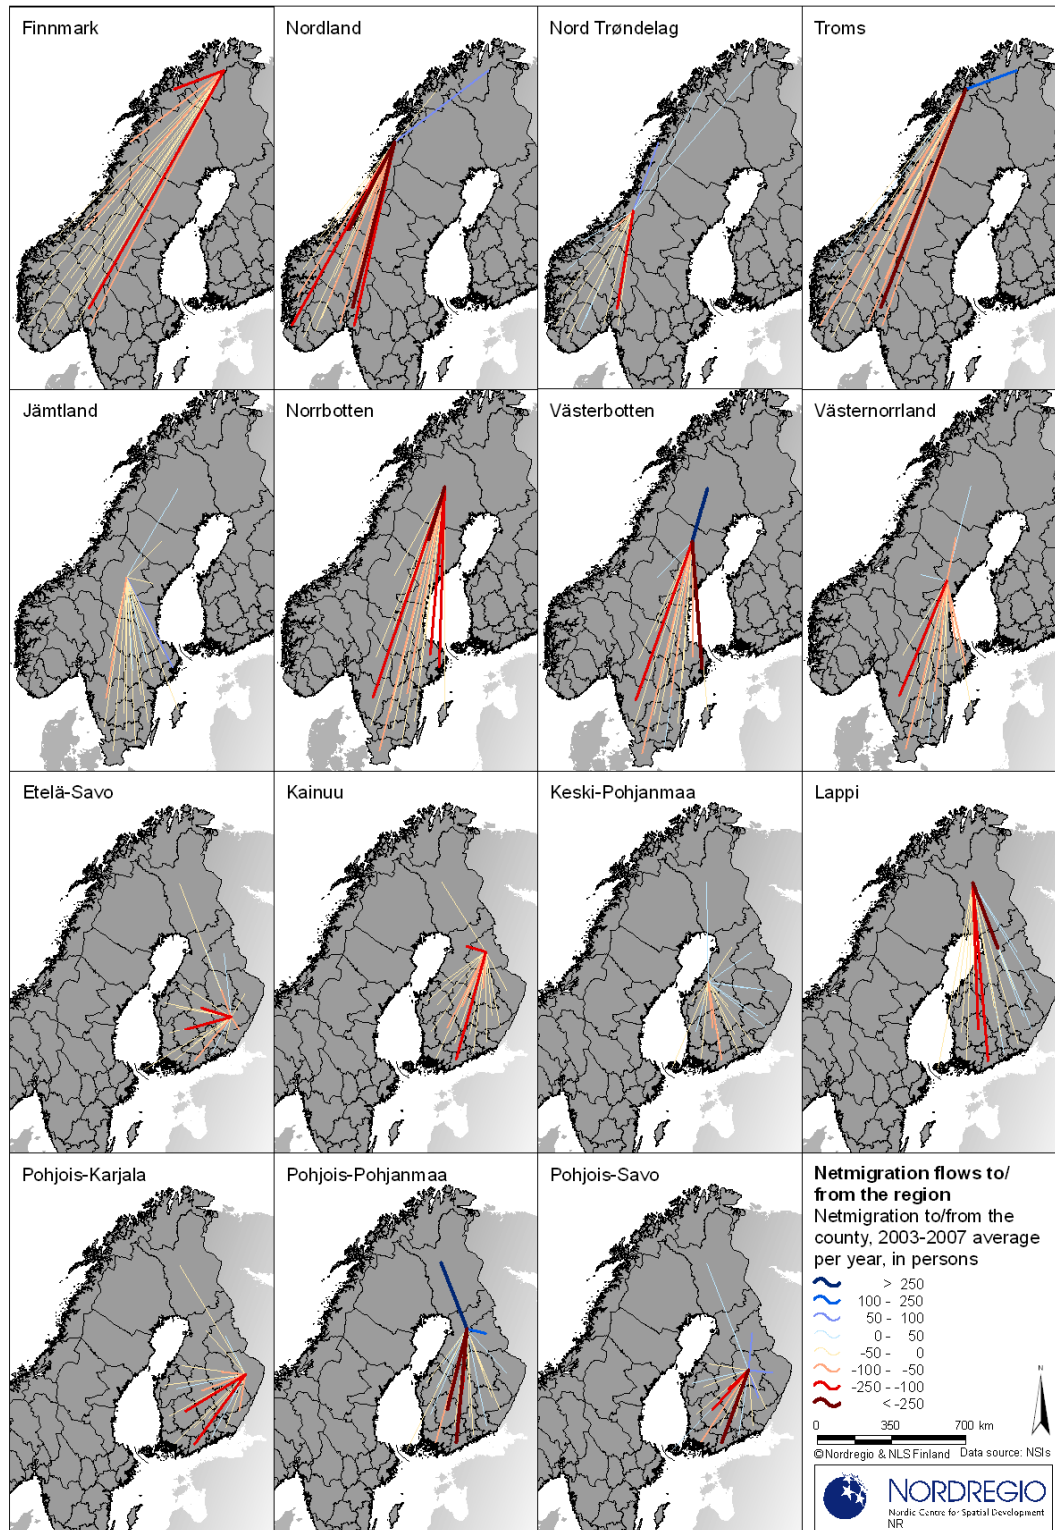 Finnmark
Nordland
Nord Trøndelag
Troms
Jämtland
Norrbotten
Västerbotten
Västernorrland
Etelä-Savo
Kainuu
Keski-Pohjanmaa
Lappi
Pohjois-Karjala
Pohjois-Pohjanmaa
Pohjois-Savo
Netmigration flows to/
from the region
Netmigration to/from the
county, 2003-2007 average
per year, in persons
> 250
100 - 250
50 - 100
0 - 50
-50 - 0
-100 - -50
-250 - -100
< -250
N
0 350 700 km
© Nordregio & NLS Finland Data source: NSIs
NORDREGIO
Nordic Centre for Spatial Development
NR